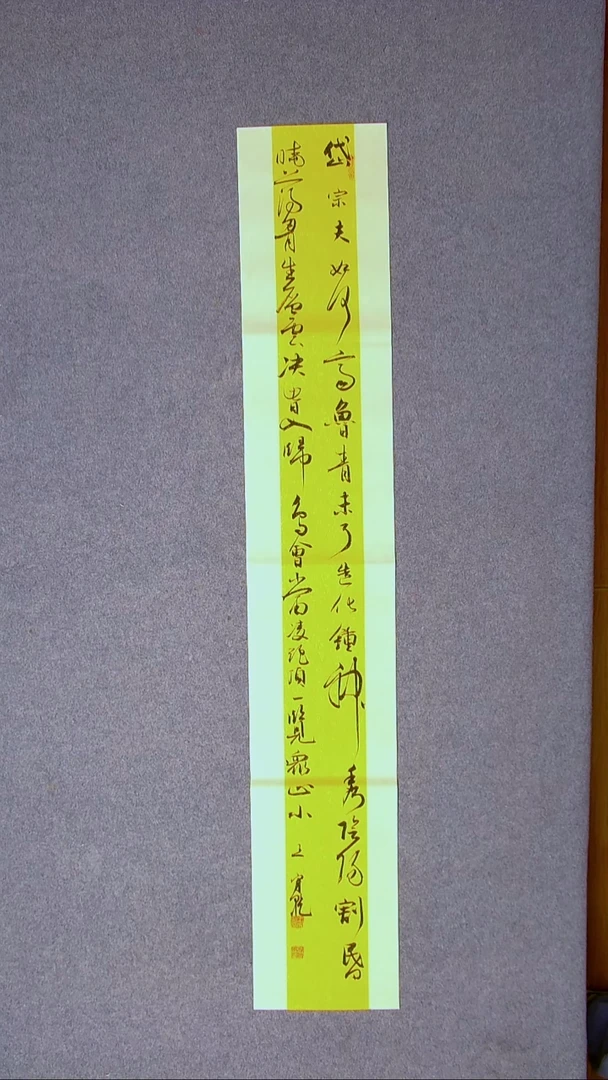 岱宗夫如何齊魯青未了造化鍾神秀陰陽割昏
曉蕩胸生層雲決眥入歸鳥會當凌絕頂一覽眾山小